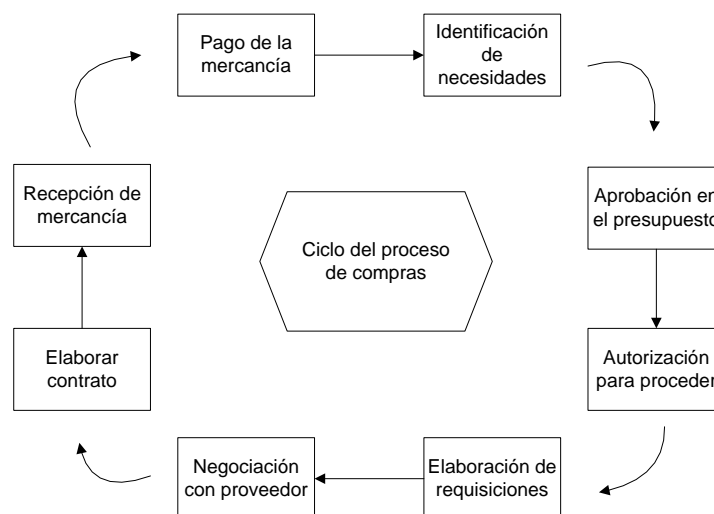 Pago de la
mercancía
Identificación
de
necesidades
Recepción de
mercancía
Aprobación en
el presupuesto
Ciclo del proceso
de compras
Elaborar
contrato
Autorización
para proceder
Negociación
con proveedor
Elaboración de
requisiciones